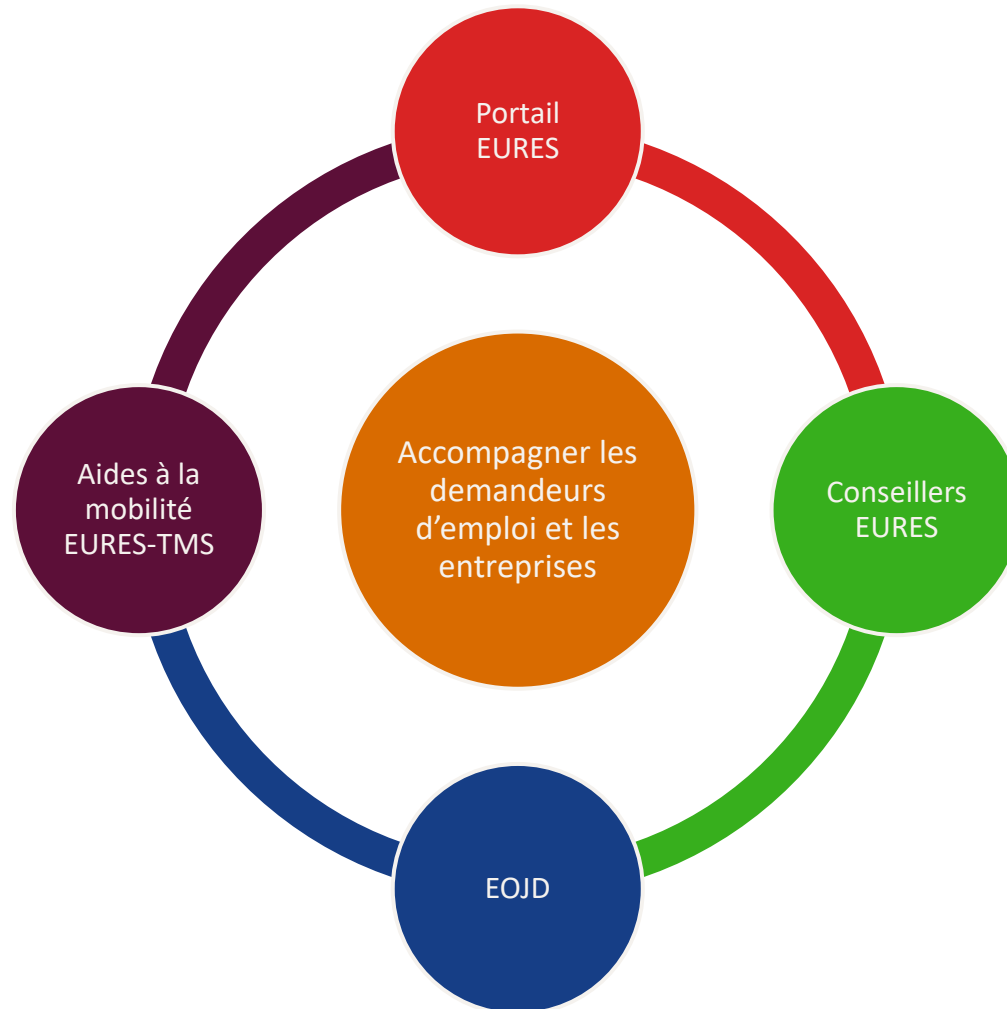 Portail
EURES
Accompagner les
demandeurs
d’emploi et les
entreprises
Aides à la
mobilité
EURES-TMS
Conseillers
EURES
EOJD